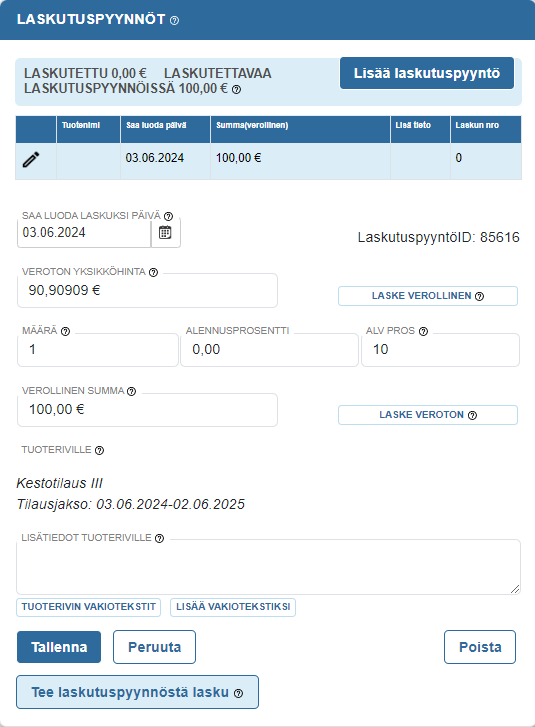 LASKUTUSPYYNNÖT
LASKUTETTU 0,00 € LASKUTETTAVAA
LASKUTUSPYYNNÖISSÄ 100,00 €
Lisää laskutuspyyntö
Tuotenimi Saa luoda päivä Summa(verollinen) Lisä tieto Laskun nro
03.06.2024 100,00 € 0
SAA LUODA LASKUKSI PÄIVÄ
03.06.2024
LaskutuspyyntöID: 85616
VEROTON YKSIKKÖHINTA
90,90909 €
LASKE VEROLLINEN
MÄÄRÄ ALENNUSPROSENTTI ALV PROS
1 0,00 10
VEROLLINEN SUMMA
100,00 €
LASKE VEROTON
TUOTERIVILLE
Kestotilaus III
Tilausjakso: 03.06.2024-02.06.2025
LISÄTIEDOT TUOTERIVILLE
TUOTERIVIN VAKIOTEKSTIT LISÄÄ VAKIOTEKSTIKSI
Tallenna Peruuta Poista
Tee laskutuspyynnöstä lasku